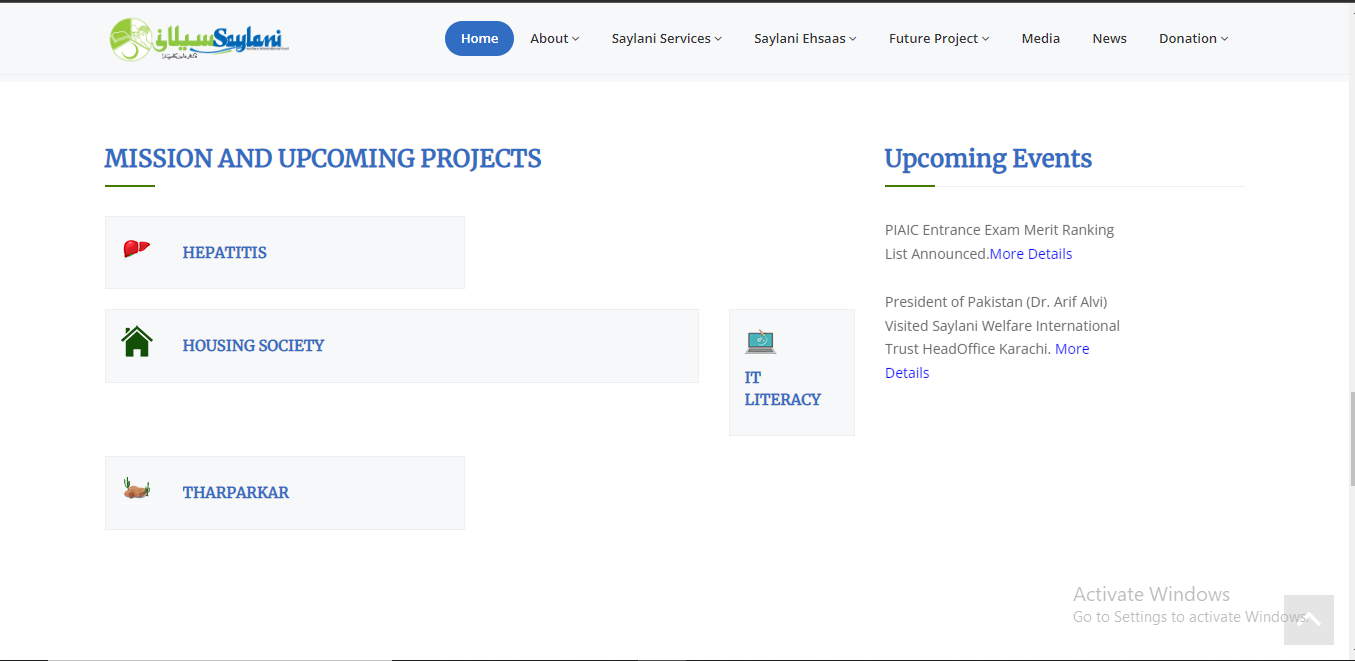 سیلانی Saylani
Home
About
Saylani Services
Saylani Ehsaas
Future Project
Media
News
Donation
MISSION AND UPCOMING PROJECTS
HEPATITIS
HOUSING SOCIETY
IT
LITERACY
THARPARKAR
Upcoming Events
PIAIC Entrance Exam Merit Ranking
List Announced.More Details
President of Pakistan (Dr. Arif Alvi)
Visited Saylani Welfare International
Trust HeadOffice Karachi. More
Details
Activate Windows
Go to Settings to activate Windows.